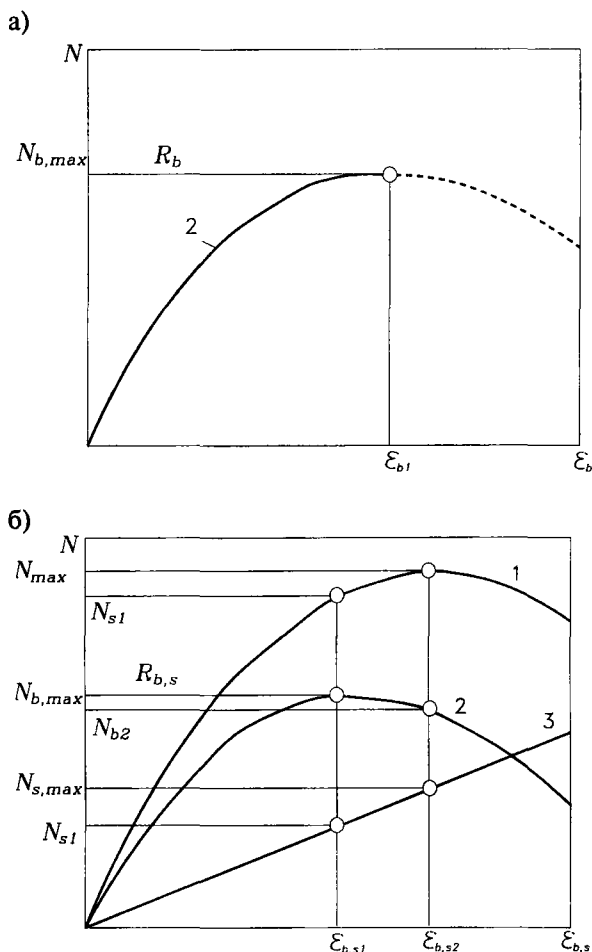 а)
N
N_{b,max}
R_b
2
ε_{b1}
ε_b
б)
N
N_{max}
1
N_{s1}
R_{b,s}
N_{b,max}
2
3
N_{b2}
N_{s,max}
N_{s1}
ε_{b,s1}
ε_{b,s2}
ε_{b,s}